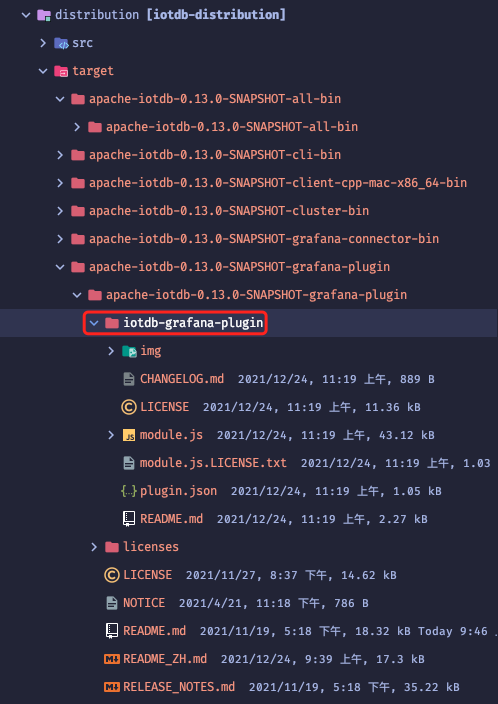 distribution [iotdb-distribution]
src
target
apache-iotdb-0.13.0-SNAPSHOT-all-bin
apache-iotdb-0.13.0-SNAPSHOT-all-bin
apache-iotdb-0.13.0-SNAPSHOT-cli-bin
apache-iotdb-0.13.0-SNAPSHOT-client-cpp-mac-x86_64-bin
apache-iotdb-0.13.0-SNAPSHOT-cluster-bin
apache-iotdb-0.13.0-SNAPSHOT-grafana-connector-bin
apache-iotdb-0.13.0-SNAPSHOT-grafana-plugin
apache-iotdb-0.13.0-SNAPSHOT-grafana-plugin
iotdb-grafana-plugin
img
CHANGELOG.md 2021/12/24, 11:19 上午, 889 B
LICENSE 2021/12/24, 11:19 上午, 11.36 kB
JS module.js 2021/12/24, 11:19 上午, 43.12 kB
module.js.LICENSE.txt 2021/12/24, 11:19 上午, 1.03
{..} plugin.json 2021/12/24, 11:19 上午, 1.05 kB
README.md 2021/12/24, 11:19 上午, 2.27 kB
licenses
LICENSE 2021/11/27, 8:37 下午, 14.62 kB
NOTICE 2021/4/21, 11:18 下午, 786 B
README.md 2021/11/19, 5:18 下午, 18.32 kB Today 9:46
README_ZH.md 2021/12/24, 9:39 上午, 17.3 kB
RELEASE_NOTES.md 2021/11/19, 5:18 下午, 35.22 kB